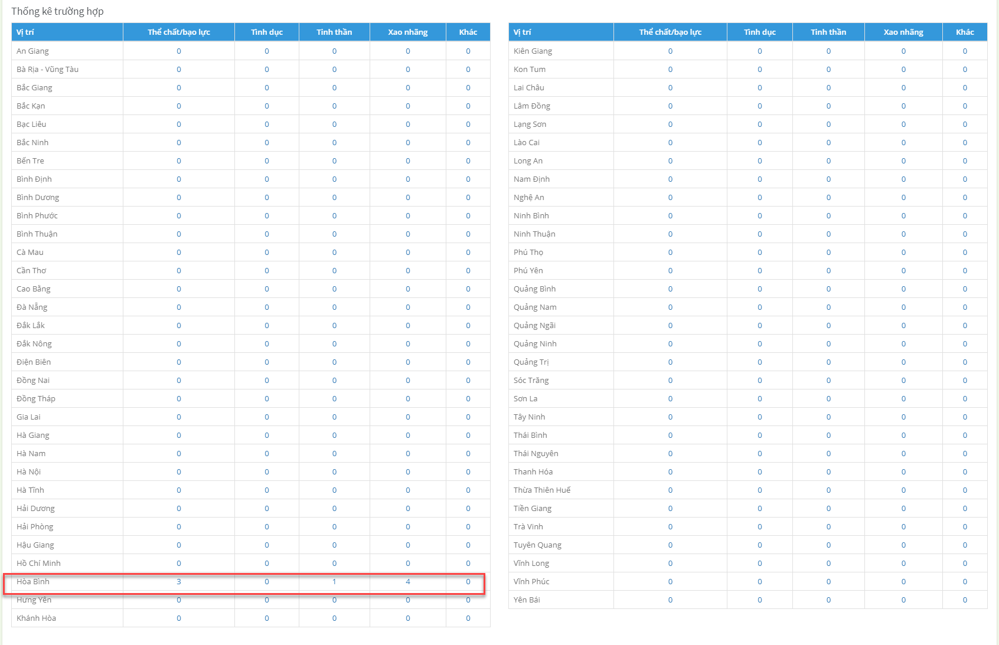 Thống kê trường hợp
Vị trí Thể chất/bạo lực Tình dục Tinh thần Xao nhãng Khác
An Giang 0 0 0 0 0
Bà Rịa - Vũng Tàu 0 0 0 0 0
Bắc Giang 0 0 0 0 0
Bắc Kạn 0 0 0 0 0
Bạc Liêu 0 0 0 0 0
Bắc Ninh 0 0 0 0 0
Bến Tre 0 0 0 0 0
Bình Định 0 0 0 0 0
Bình Dương 0 0 0 0 0
Bình Phước 0 0 0 0 0
Bình Thuận 0 0 0 0 0
Cà Mau 0 0 0 0 0
Cần Thơ 0 0 0 0 0
Cao Bằng 0 0 0 0 0
Đà Nẵng 0 0 0 0 0
Đắk Lắk 0 0 0 0 0
Đắk Nông 0 0 0 0 0
Điện Biên 0 0 0 0 0
Đồng Nai 0 0 0 0 0
Đồng Tháp 0 0 0 0 0
Gia Lai 0 0 0 0 0
Hà Giang 0 0 0 0 0
Hà Nam 0 0 0 0 0
Hà Nội 0 0 0 0 0
Hà Tĩnh 0 0 0 0 0
Hải Dương 0 0 0 0 0
Hải Phòng 0 0 0 0 0
Hậu Giang 0 0 0 0 0
Hồ Chí Minh 0 0 0 0 0
Hòa Bình 3 0 1 4 0
Hưng Yên 0 0 0 0 0
Khánh Hòa 0 0 0 0 0
Vị trí Thể chất/bạo lực Tình dục Tinh thần Xao nhãng Khác
Kiên Giang 0 0 0 0 0
Kon Tum 0 0 0 0 0
Lai Châu 0 0 0 0 0
Lâm Đồng 0 0 0 0 0
Lạng Sơn 0 0 0 0 0
Lào Cai 0 0 0 0 0
Long An 0 0 0 0 0
Nam Định 0 0 0 0 0
Nghệ An 0 0 0 0 0
Ninh Bình 0 0 0 0 0
Ninh Thuận 0 0 0 0 0
Phú Thọ 0 0 0 0 0
Phú Yên 0 0 0 0 0
Quảng Bình 0 0 0 0 0
Quảng Nam 0 0 0 0 0
Quảng Ngãi 0 0 0 0 0
Quảng Ninh 0 0 0 0 0
Quảng Trị 0 0 0 0 0
Sóc Trăng 0 0 0 0 0
Sơn La 0 0 0 0 0
Tây Ninh 0 0 0 0 0
Thái Bình 0 0 0 0 0
Thái Nguyên 0 0 0 0 0
Thanh Hóa 0 0 0 0 0
Thừa Thiên Huế 0 0 0 0 0
Tiền Giang 0 0 0 0 0
Trà Vinh 0 0 0 0 0
Tuyên Quang 0 0 0 0 0
Vĩnh Long 0 0 0 0 0
Vĩnh Phúc 0 0 0 0 0
Yên Bái 0 0 0 0 0